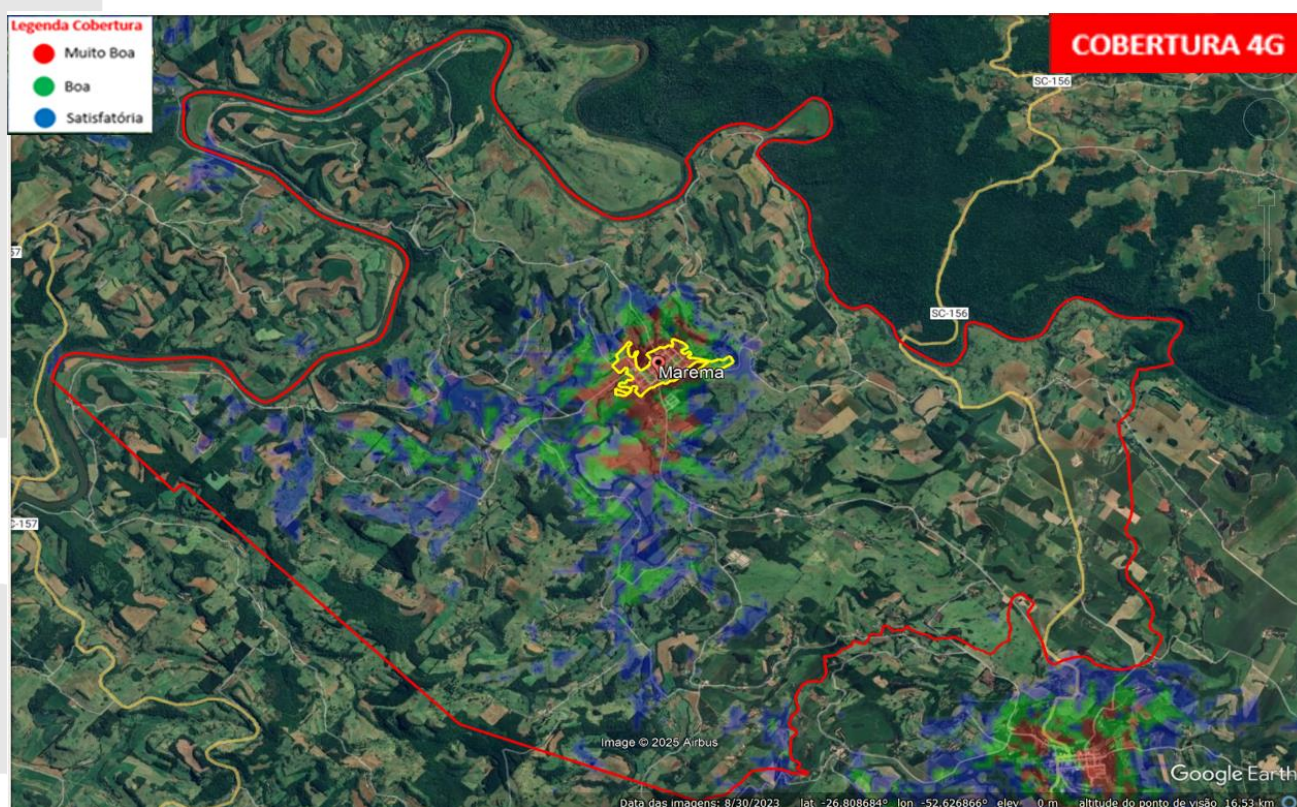 Legenda Cobertura
Muito Boa
Boa
Satisfatória
COBERTURA 4G
SC-156
SC-156
Marema
Image © 2025 Airbus
Google Earth
Data das imagens: 8/30/2023 lat -26.808684° lon -52.626866° elev 0 m altitude do ponto de visão 16.53 km